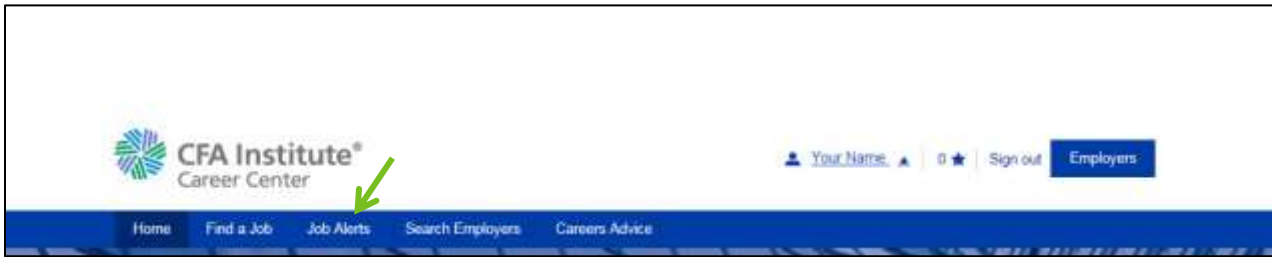 CFA Institute®
Career Center
Your Name 0 Sign out Employers
Home Find a Job Job Alerts Search Employers Careers Advice